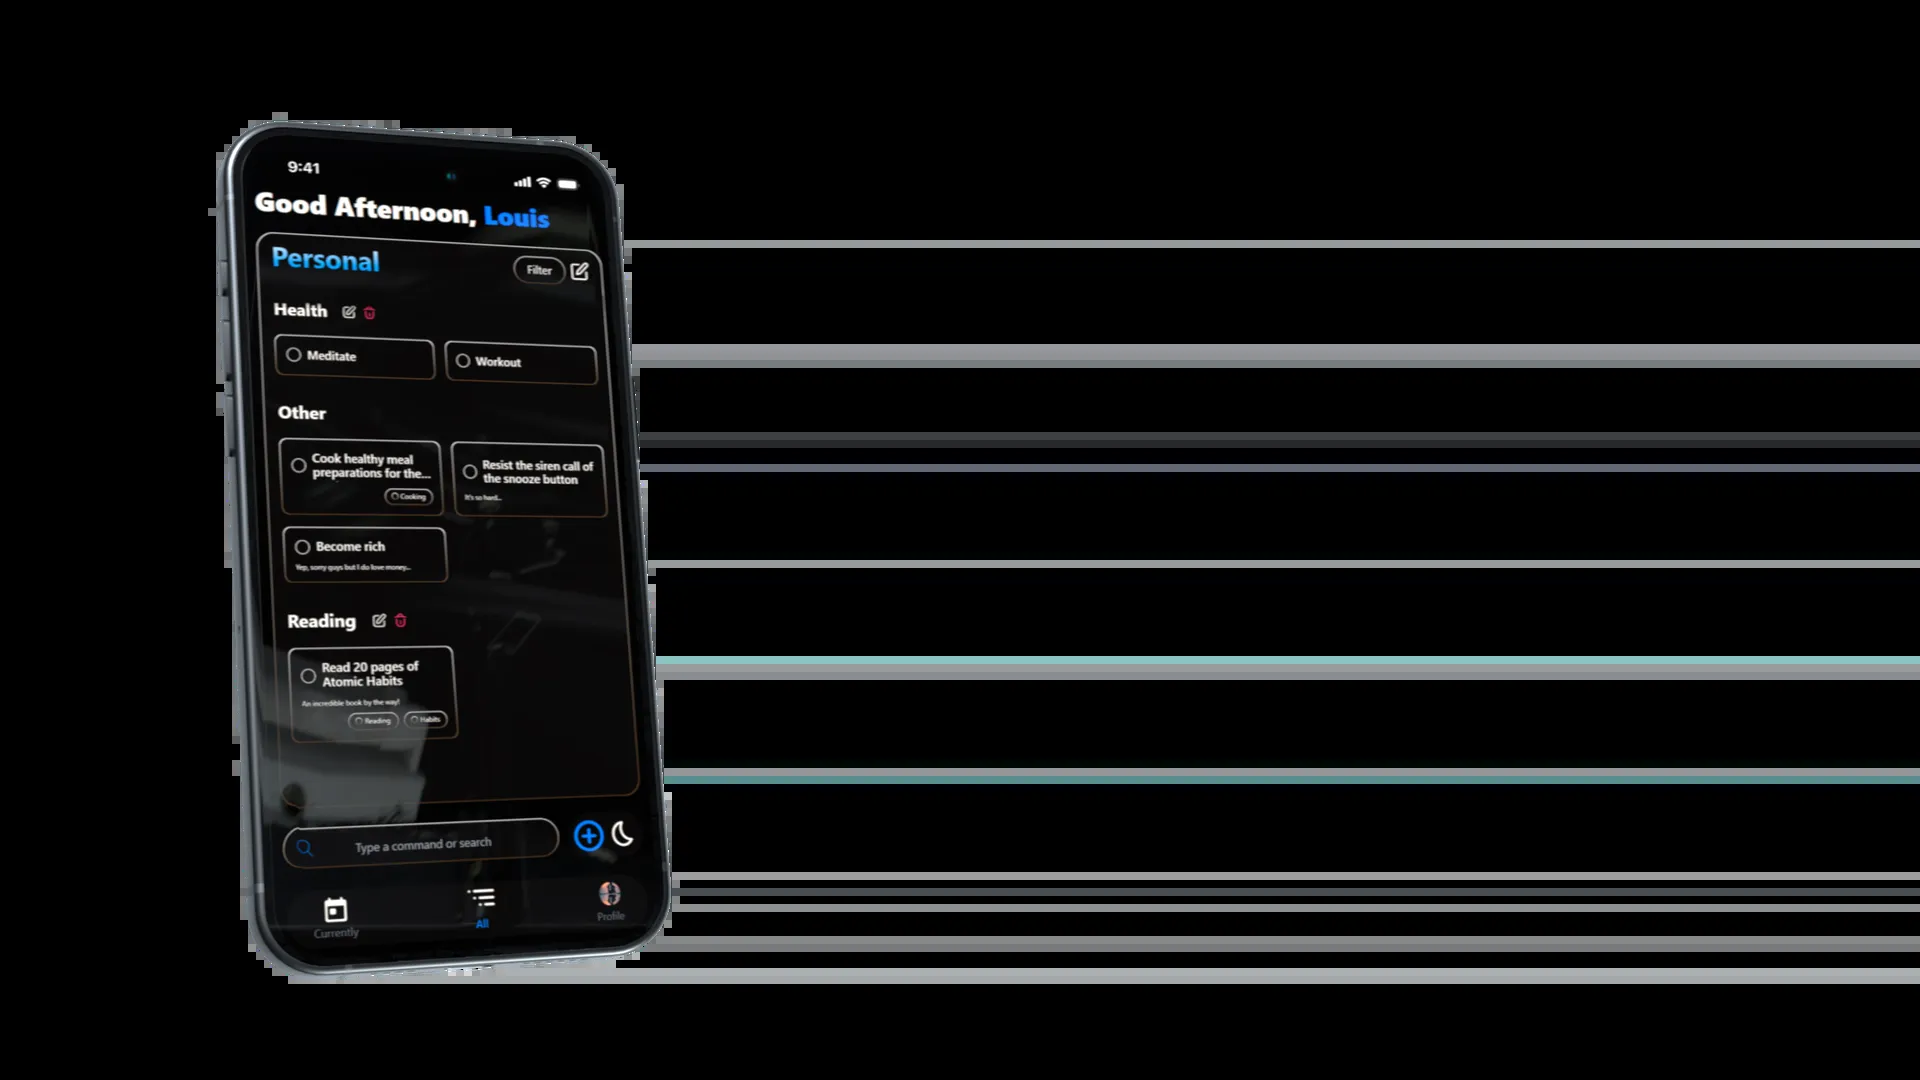 9:41
Good Afternoon, Louis
Personal
Filter
Health
Meditate
Workout
Other
Cook healthy meal
preparations for the...
Cooking
Resist the siren call of
the snooze button
It's so hard...
Become rich
Yep, sorry guys but I do love money...
Reading
Read 20 pages of
Atomic Habits
An incredible book by the way!
Reading
Habits
Type a command or search
Currently
All
Profile